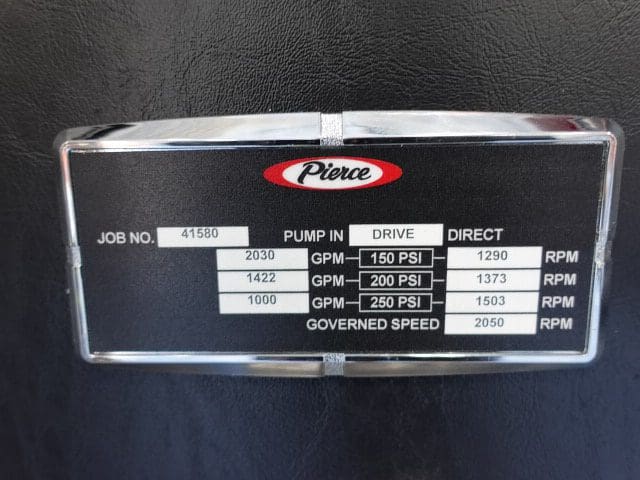 Pierce
JOB NO. 41580 PUMP IN DRIVE DIRECT
2030 GPM 150 PSI 1290 RPM
1422 GPM 200 PSI 1373 RPM
1000 GPM 250 PSI 1503 RPM
GOVERNED SPEED 2050 RPM